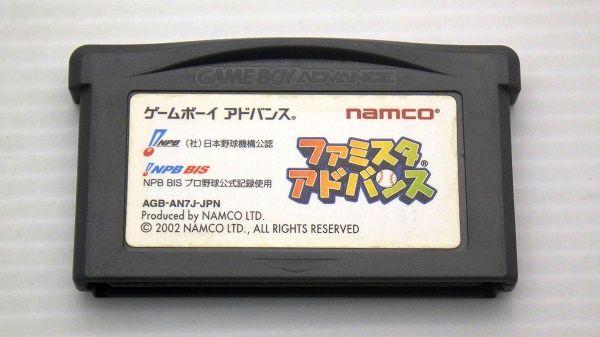 GAME BOY ADVANCE
ゲームボーイ アドバンス®
namco®
NPB (社)日本野球機構公認
NPB BIS
NPB BIS プロ野球公式記録使用
ファミスタ®
アドバンス
AGB-AN7J-JPN
Produced by NAMCO LTD.
© 2002 NAMCO LTD., ALL RIGHTS RESERVED